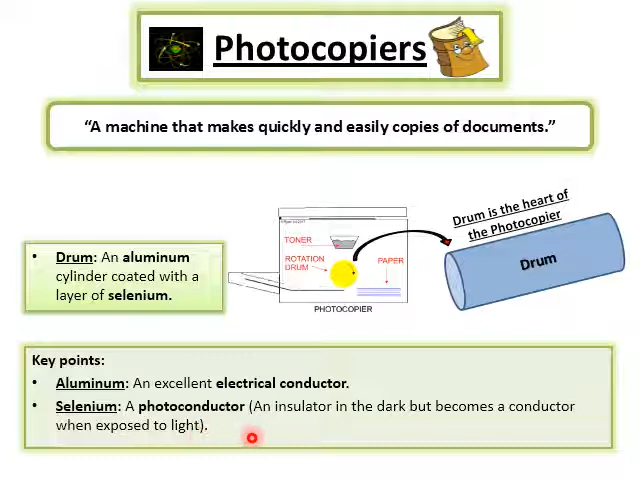 Photocopiers
“A machine that makes quickly and easily copies of documents.”
Drum is the heart of
the Photocopier
TONER
ROTATION
DRUM
PAPER
PHOTOCOPIER
Drum
• Drum: An aluminum
cylinder coated with a
layer of selenium.
Key points:
• Aluminum: An excellent electrical conductor.
• Selenium: A photoconductor (An insulator in the dark but becomes a conductor
when exposed to light).